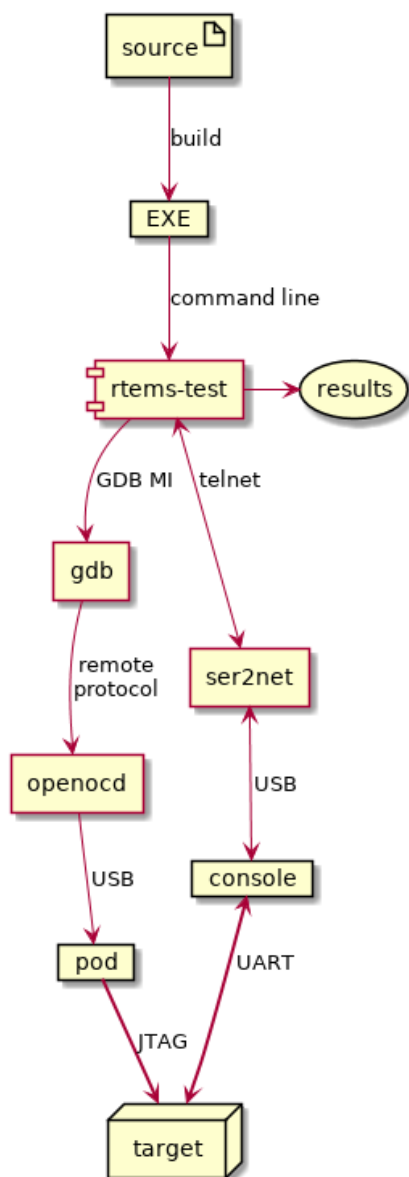 source
build
EXE
command line
rtems-test
results
GDB MI
telnet
gdb
ser2net
remote
protocol
openocd
USB
USB
console
pod
UART
JTAG
target